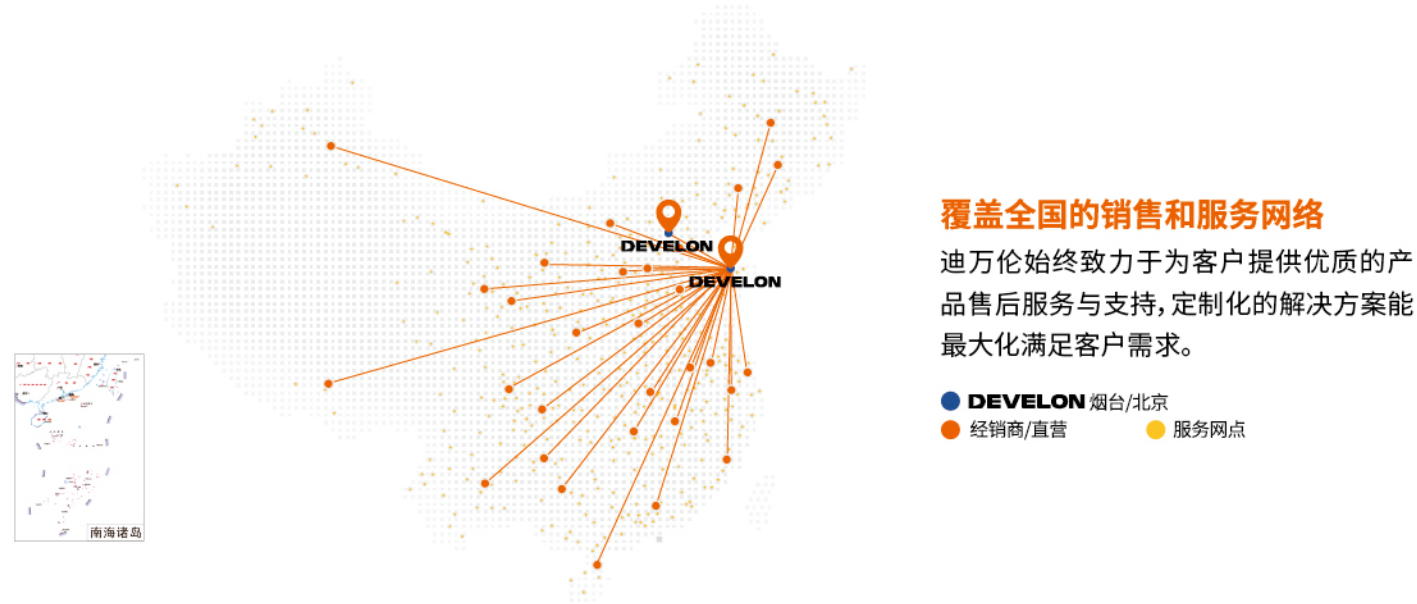 DEVELON
DEVELON
南海诸岛
覆盖全国的销售和服务网络
迪万伦始终致力于为客户提供优质的产
品售后服务与支持,定制化的解决方案能
最大化满足客户需求。
DEVELON 烟台/北京
经销商/直营
服务网点